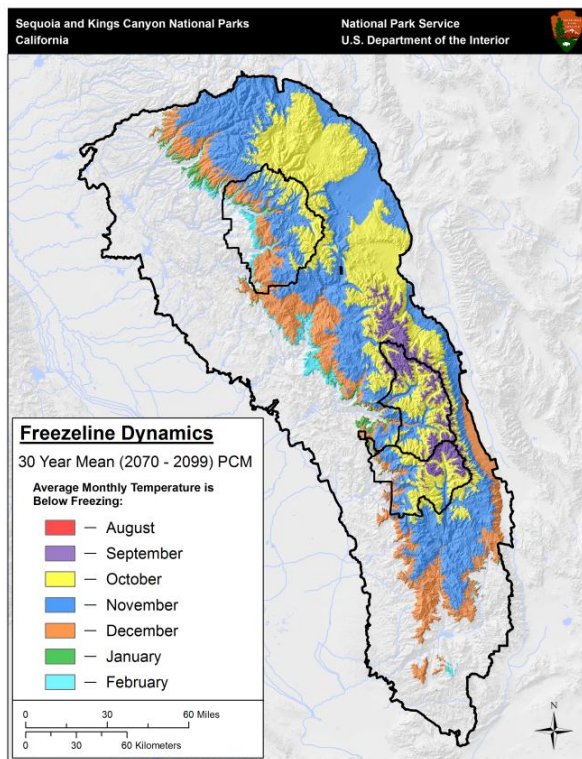 Sequoia and Kings Canyon National Parks
California
National Park Service
U.S. Department of the Interior
Freezeline Dynamics
30 Year Mean (2070 - 2099) PCM
Average Monthly Temperature is
Below Freezing:
— August
— September
— October
— November
— December
— January
— February
0 30 60 Miles
0 30 60 Kilometers
N